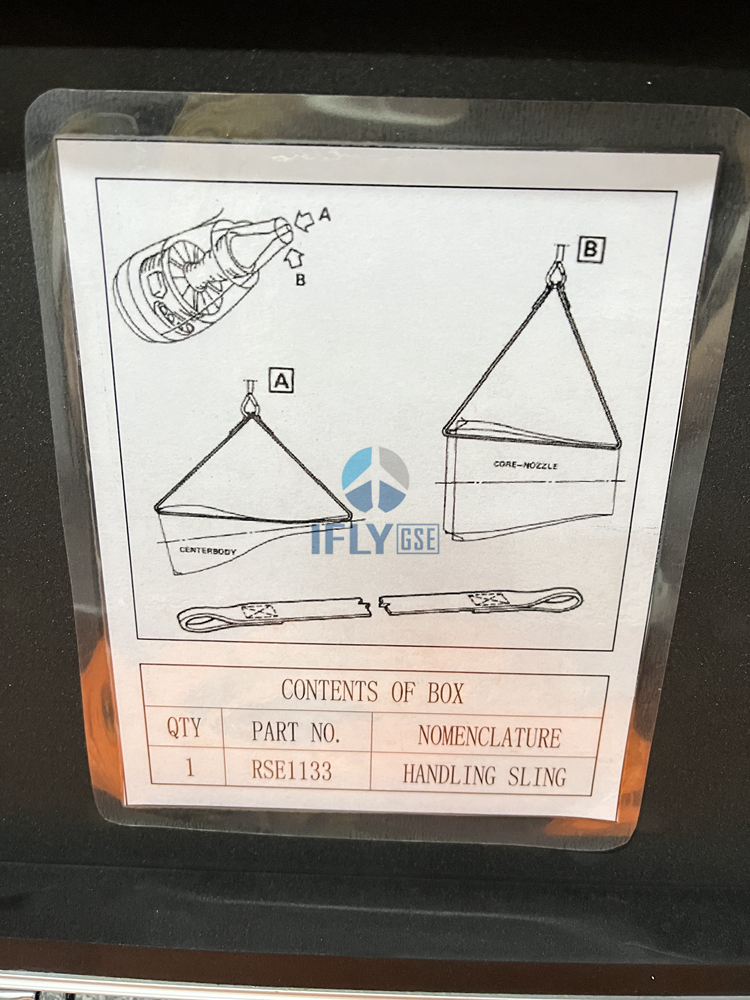 A
B
B
A
CORE-NOZZLE
CENTERBODY
IFLY GSE
CONTENTS OF BOX
QTY PART NO. NOMENCLATURE
1 RSE1133 HANDLING SLING